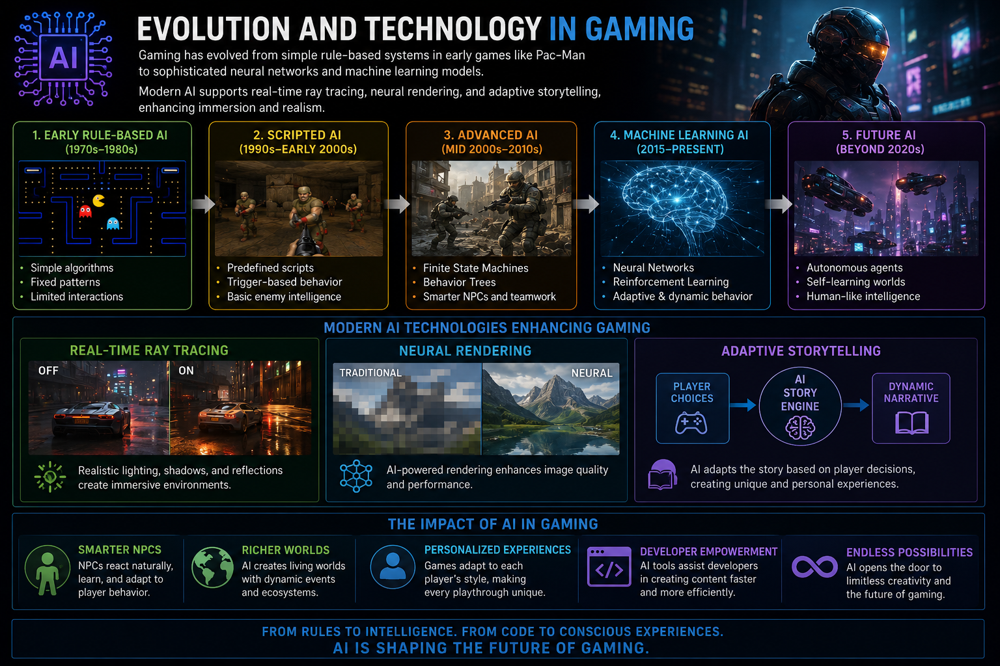 AI
EVOLUTION AND TECHNOLOGY IN GAMING
Gaming has evolved from simple rule-based systems in early games like Pac-Man
to sophisticated neural networks and machine learning models.
Modern AI supports real-time ray tracing, neural rendering, and adaptive storytelling,
enhancing immersion and realism.
1. EARLY RULE-BASED AI
(1970s–1980s)
• Simple algorithms
• Fixed patterns
• Limited interactions
2. SCRIPTED AI
(1990s–EARLY 2000s)
• Predefined scripts
• Trigger-based behavior
• Basic enemy intelligence
3. ADVANCED AI
(MID 2000s–2010s)
• Finite State Machines
• Behavior Trees
• Smarter NPCs and teamwork
4. MACHINE LEARNING AI
(2015–PRESENT)
• Neural Networks
• Reinforcement Learning
• Adaptive & dynamic behavior
5. FUTURE AI
(BEYOND 2020s)
• Autonomous agents
• Self-learning worlds
• Human-like intelligence
MODERN AI TECHNOLOGIES ENHANCING GAMING
REAL-TIME RAY TRACING
OFF
ON
Realistic lighting, shadows, and reflections
create immersive environments.
NEURAL RENDERING
TRADITIONAL
NEURAL
AI-powered rendering enhances image quality
and performance.
ADAPTIVE STORYTELLING
PLAYER
CHOICES
AI
STORY
ENGINE
DYNAMIC
NARRATIVE
AI adapts the story based on player decisions,
creating unique and personal experiences.
THE IMPACT OF AI IN GAMING
SMARTER NPCS
NPCs react naturally,
learn, and adapt to
player behavior.
RICHER WORLDS
AI creates living worlds
with dynamic events
and ecosystems.
PERSONALIZED EXPERIENCES
Games adapt to each
player's style, making
every playthrough unique.
</>
DEVELOPER EMPOWERMENT
AI tools assist developers
in creating content faster
and more efficiently.
ENDLESS POSSIBILITIES
AI opens the door to
limitless creativity and
the future of gaming.
FROM RULES TO INTELLIGENCE. FROM CODE TO CONSCIOUS EXPERIENCES.
AI IS SHAPING THE FUTURE OF GAMING.